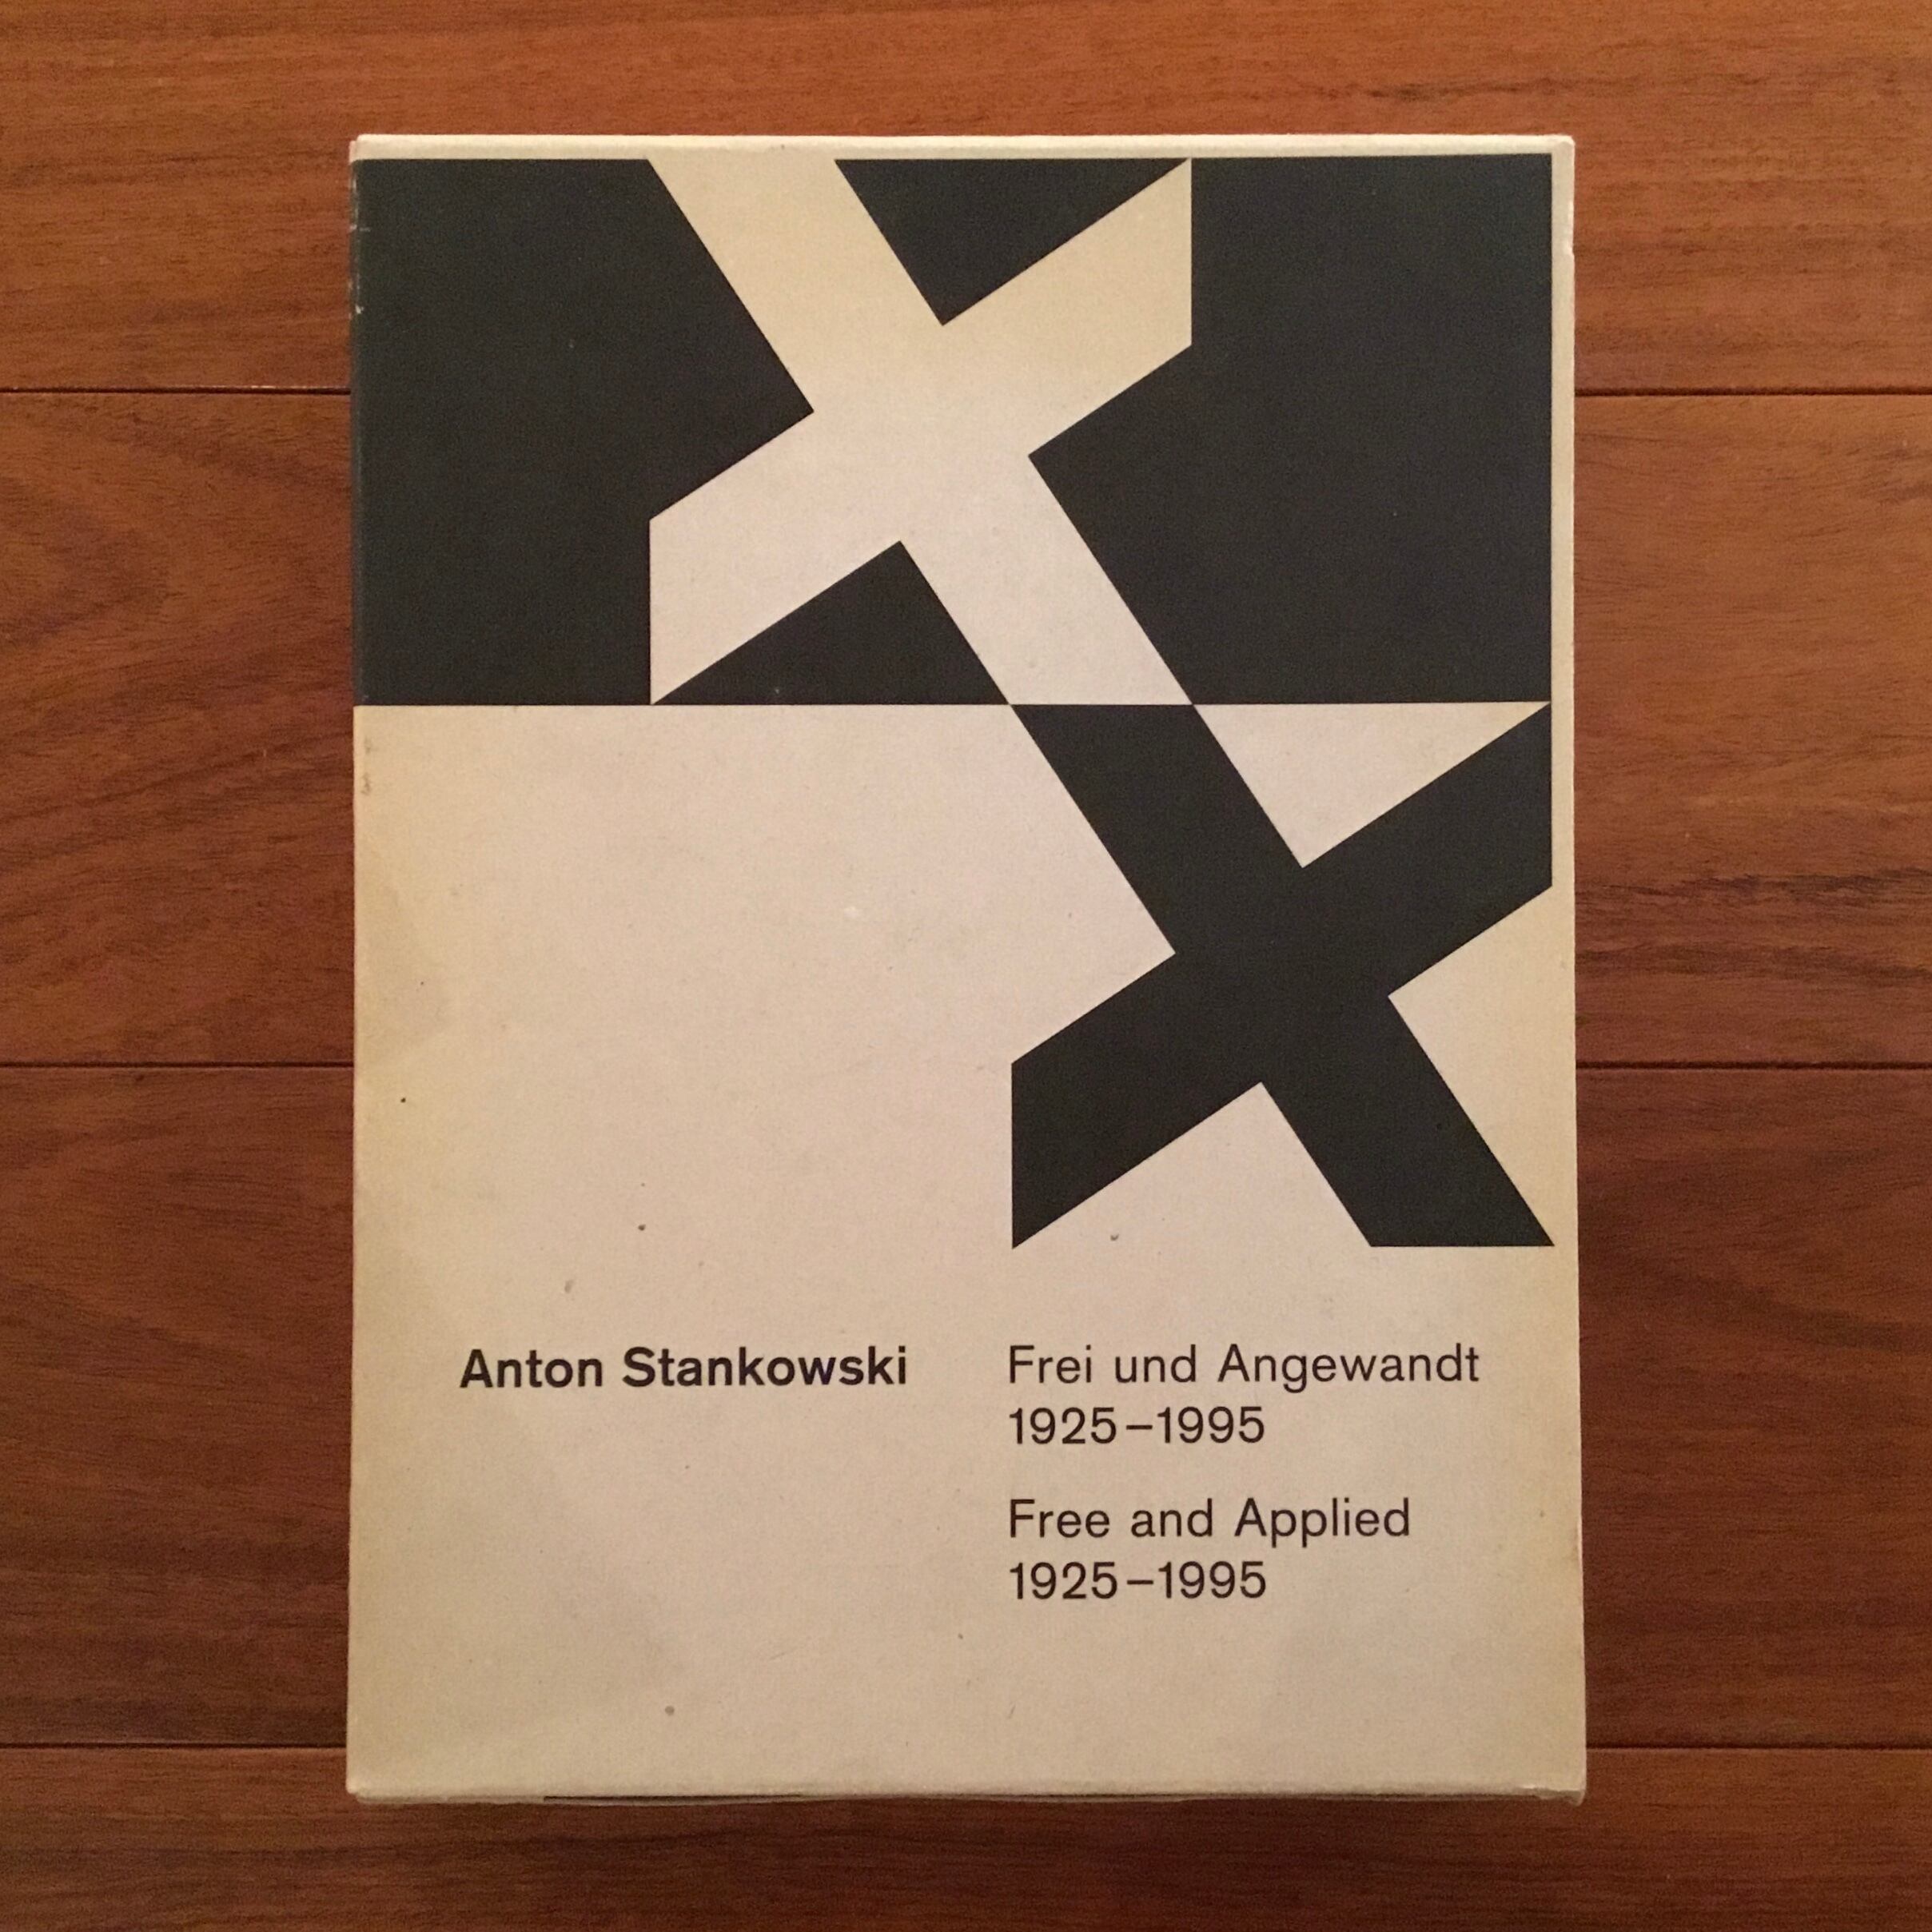 Anton Stankowski
Frei und Angewandt
1925–1995
Free and Applied
1925–1995